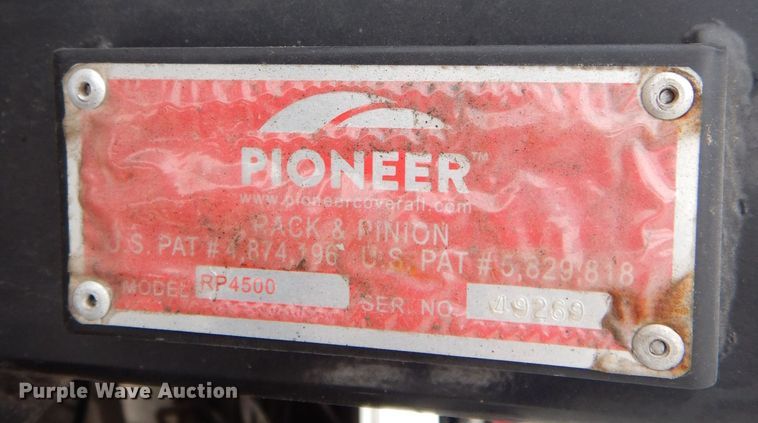 PIONEER™
www.pioneercoverall.com
RACK & PINION
U.S. PAT # 4,874,196 U.S. PAT # 5,829,818
MODEL RP4500 SER. NO. 49269
Purple Wave Auction